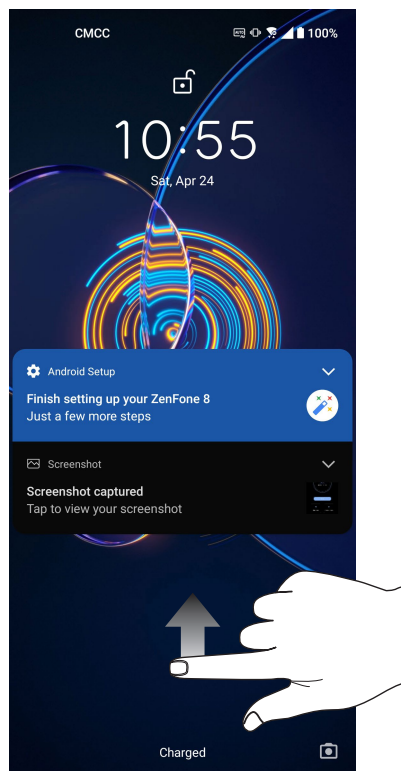 CMCC
100%
10:55
Sat, Apr 24
Android Setup
Finish setting up your ZenFone 8
Just a few more steps
Screenshot
Screenshot captured
Tap to view your screenshot
Charged